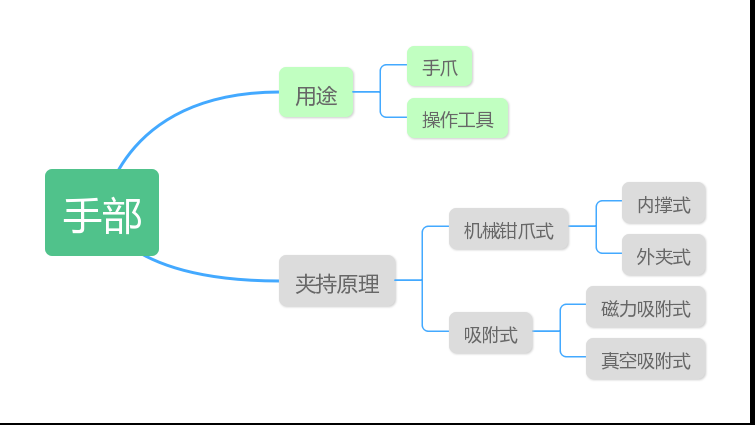 手部
用途
手爪
操作工具
夹持原理
机械钳爪式
内撑式
外夹式
吸附式
磁力吸附式
真空吸附式